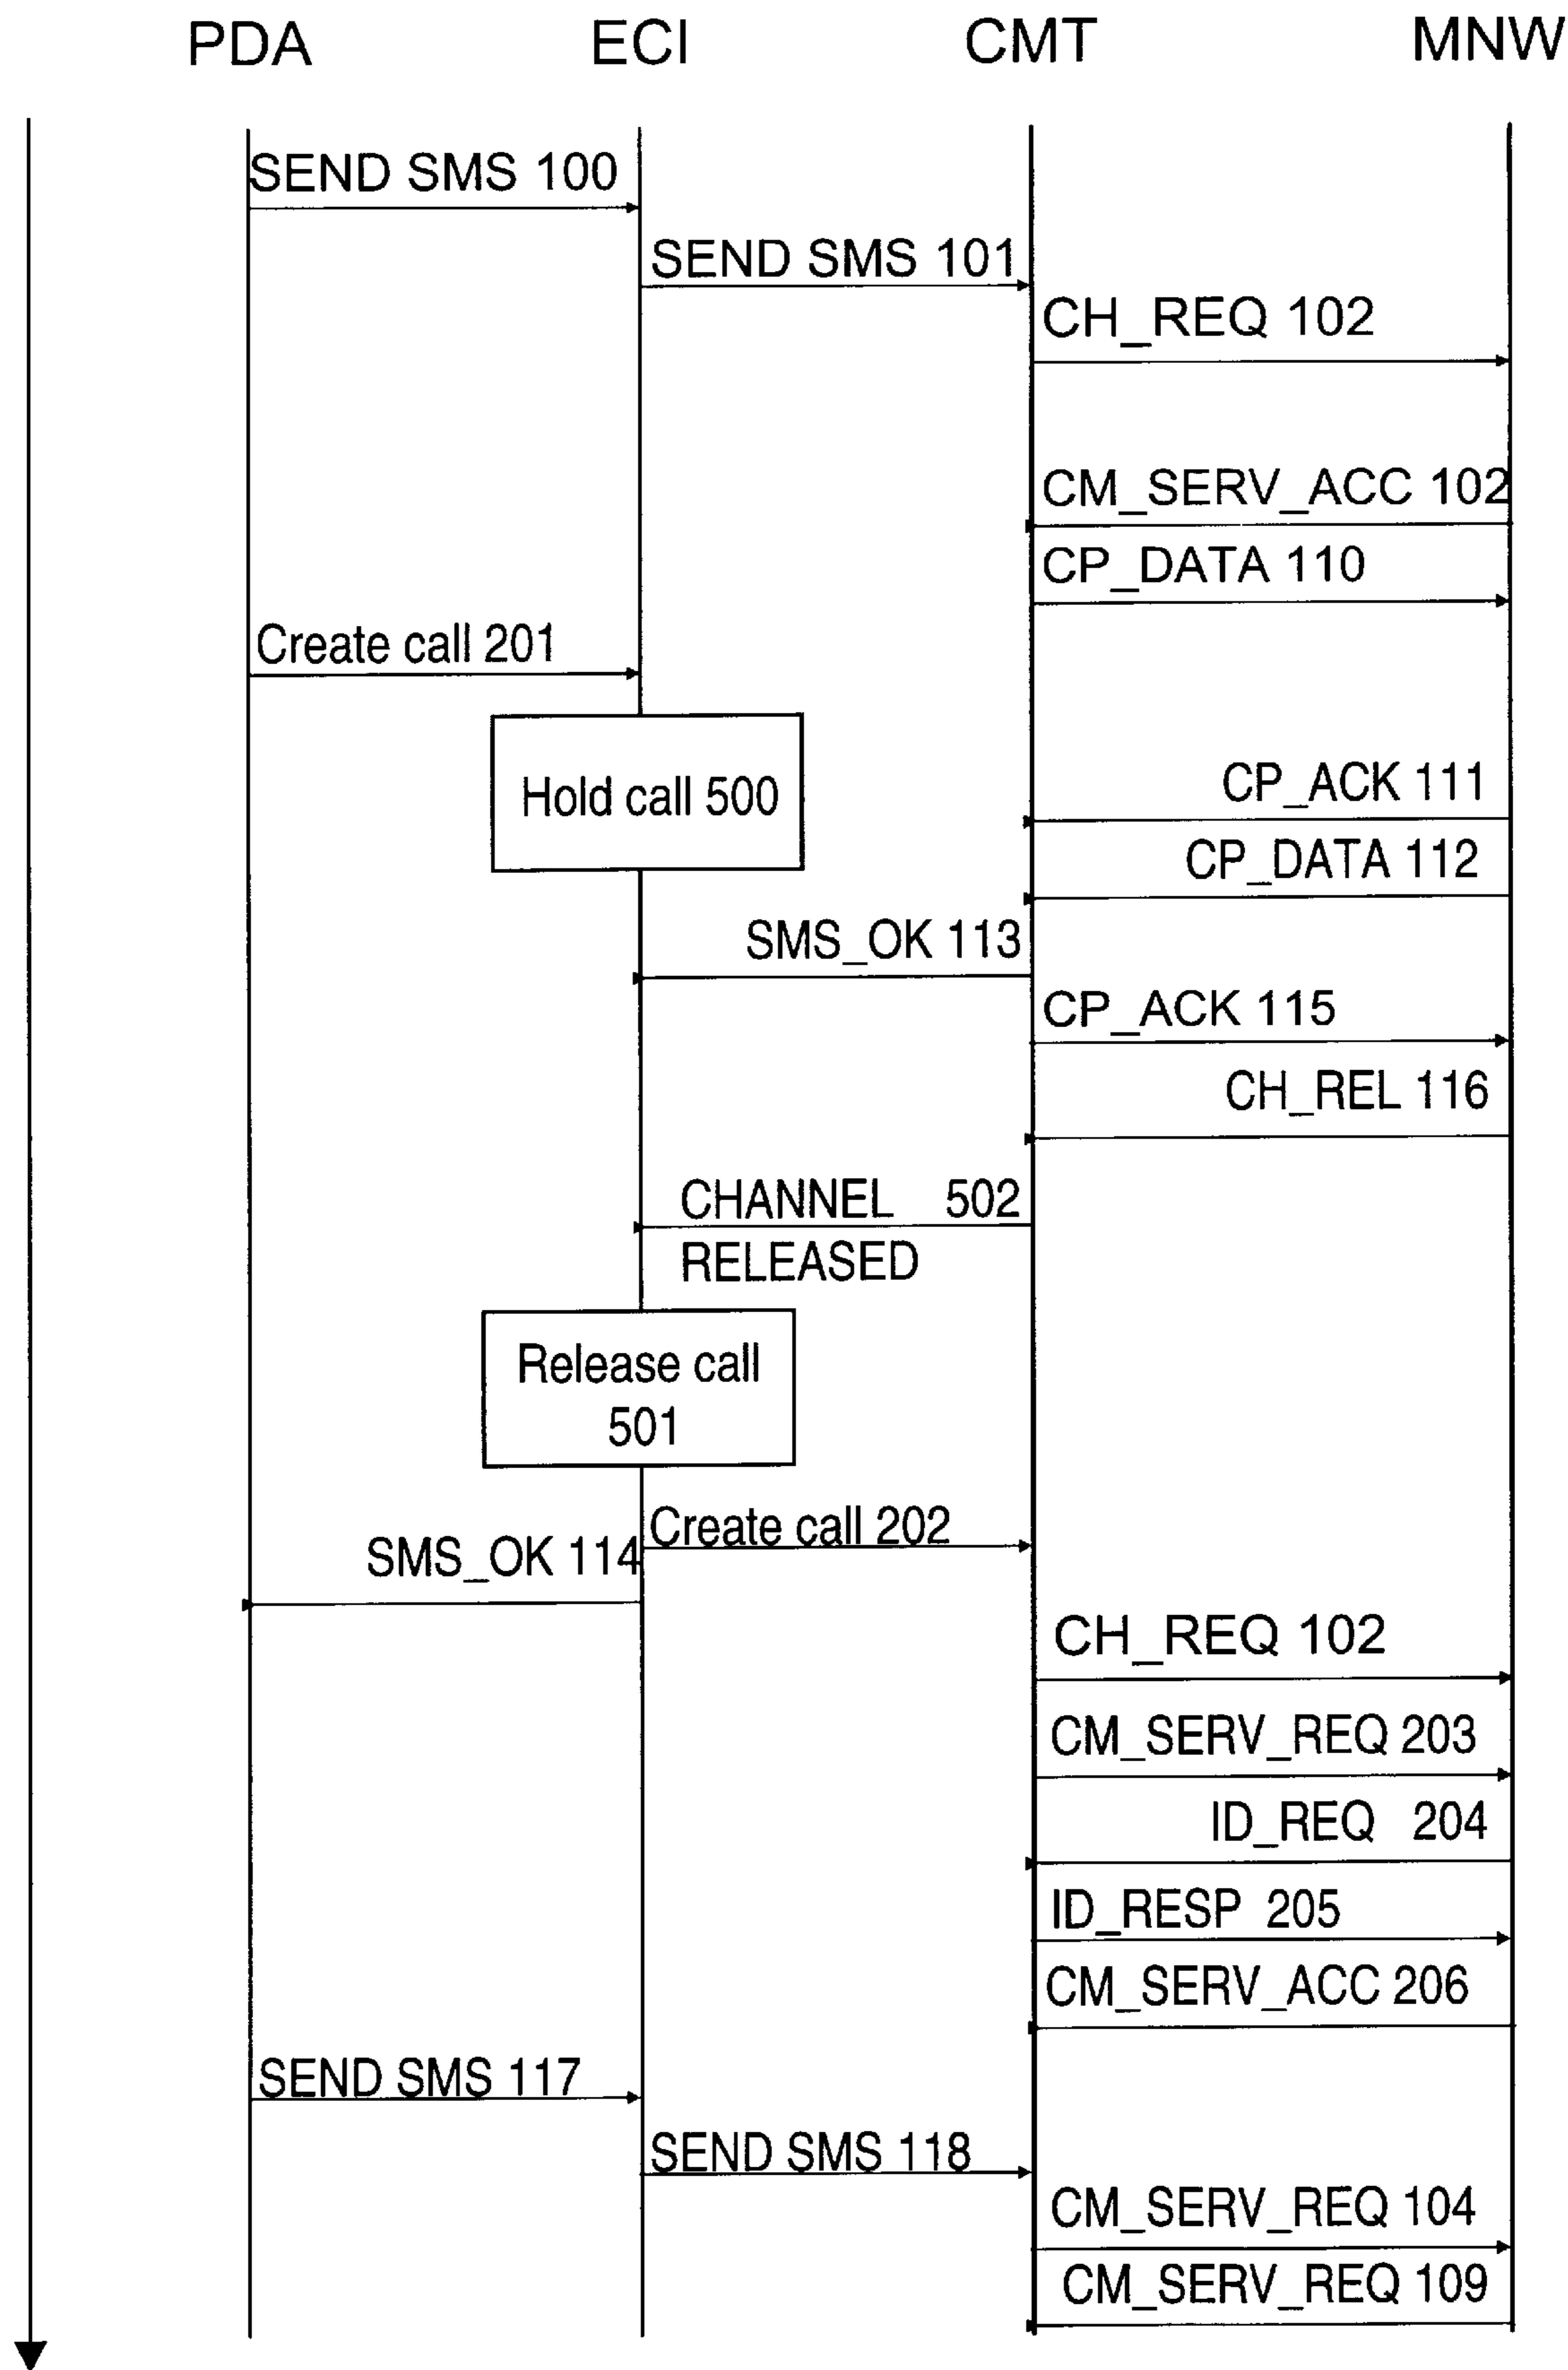 PDA ECI CMT MNW
SEND SMS 100
SEND SMS 101
CH_REQ 102
CM_SERV_ACC 102
CP_DATA 110
Create call 201
Hold call 500
CP_ACK 111
CP_DATA 112
SMS_OK 113
CP_ACK 115
CH_REL 116
CHANNEL 502
RELEASED
Release call
501
Create call 202
SMS_OK 114
CH_REQ 102
CM_SERV_REQ 203
ID_REQ 204
ID_RESP 205
CM_SERV_ACC 206
SEND SMS 117
SEND SMS 118
CM_SERV_REQ 104
CM_SERV_REQ 109